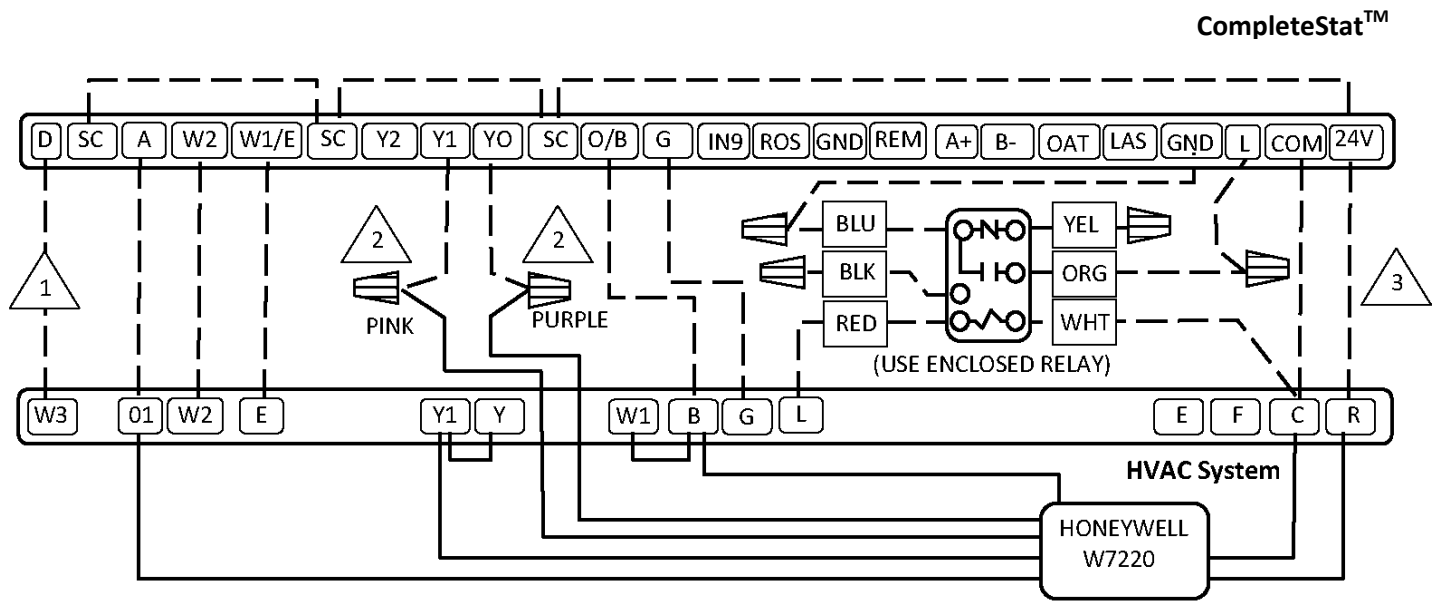 CompleteStat™
D SC A W2 W1/E SC Y2 Y1 YO SC O/B G IN9 ROS GND REM A+ B- OAT LAS GND L COM 24V
BLU YEL
2 2
BLK ORG
1 3
RED WHT
PINK PURPLE
(USE ENCLOSED RELAY)
W3 01 W2 E Y1 Y W1 B G L E F C R
HVAC System
HONEYWELL
W7220